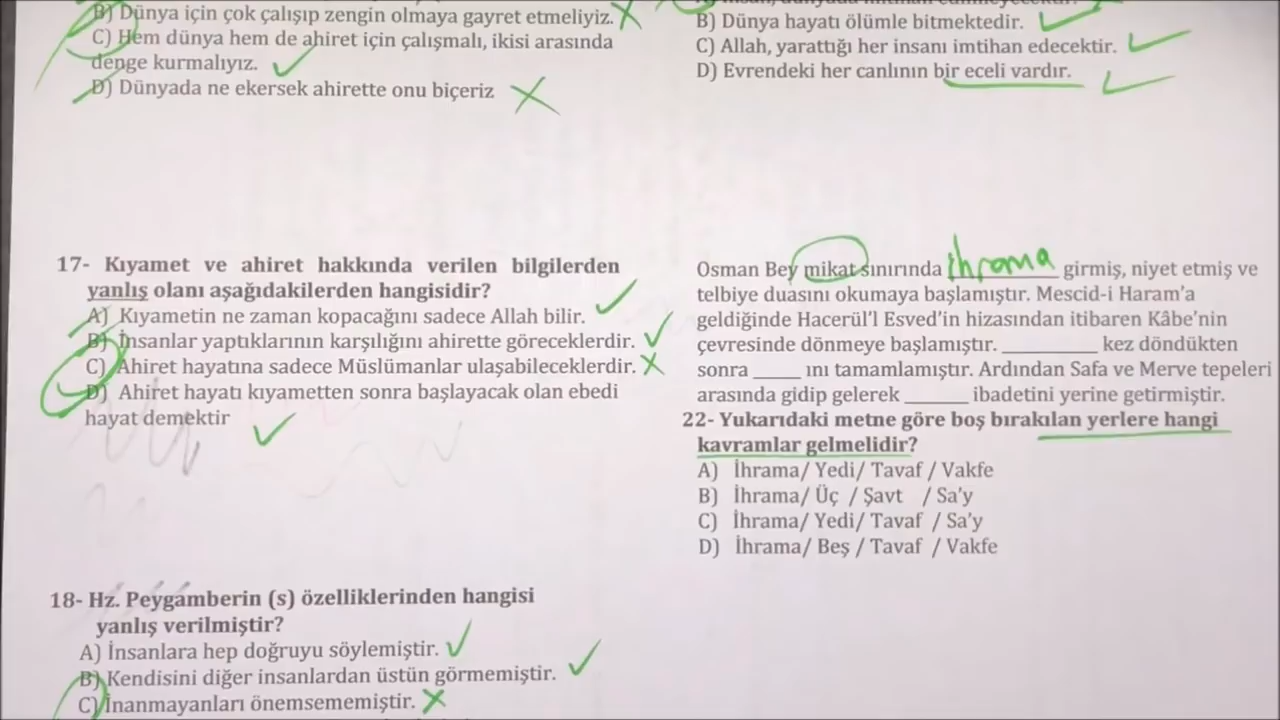 B) Dünya için çok çalışıp zengin olmaya gayret etmeliyiz.
C) Hem dünya hem de ahiret için çalışmalı, ikisi arasında
denge kurmalıyız.
D) Dünyada ne ekersek ahirette onu biçeriz
17- Kıyamet ve ahiret hakkında verilen bilgilerden
yanlış olanı aşağıdakilerden hangisidir?
A) Kıyametin ne zaman kopacağını sadece Allah bilir.
B) İnsanlar yaptıklarının karşılığını ahirette göreceklerdir.
C) Ahiret hayatına sadece Müslümanlar ulaşabileceklerdir.
D) Ahiret hayatı kıyametten sonra başlayacak olan ebedi
hayat demektir
18- Hz. Peygamberin (s) özelliklerinden hangisi
yanlış verilmiştir?
A) İnsanlara hep doğruyu söylemiştir.
B) Kendisini diğer insanlardan üstün görmemiştir.
C) İnanmayanları önemsememiştir.
B) Dünya hayatı ölümle bitmektedir.
C) Allah, yarattığı her insanı imtihan edecektir.
D) Evrendeki her canlının bir eceli vardır.
Osman Bey mikat sınırında ihrama girmiş, niyet etmiş ve
telbiye duasını okumaya başlamıştır. Mescid-i Haram'a
geldiğinde Hacerül'l Esved'in hizasından itibaren Kâbe'nin
çevresinde dönmeye başlamıştır. __________ kez döndükten
sonra _____ ını tamamlamıştır. Ardından Safa ve Merve tepeleri
arasında gidip gelerek ______ ibadetini yerine getirmiştir.
22- Yukarıdaki metne göre boş bırakılan yerlere hangi
kavramlar gelmelidir?
A) İhrama/ Yedi/ Tavaf / Vakfe
B) İhrama/ Üç / Şavt / Sa'y
C) İhrama/ Yedi/ Tavaf / Sa'y
D) İhrama/ Beş / Tavaf / Vakfe